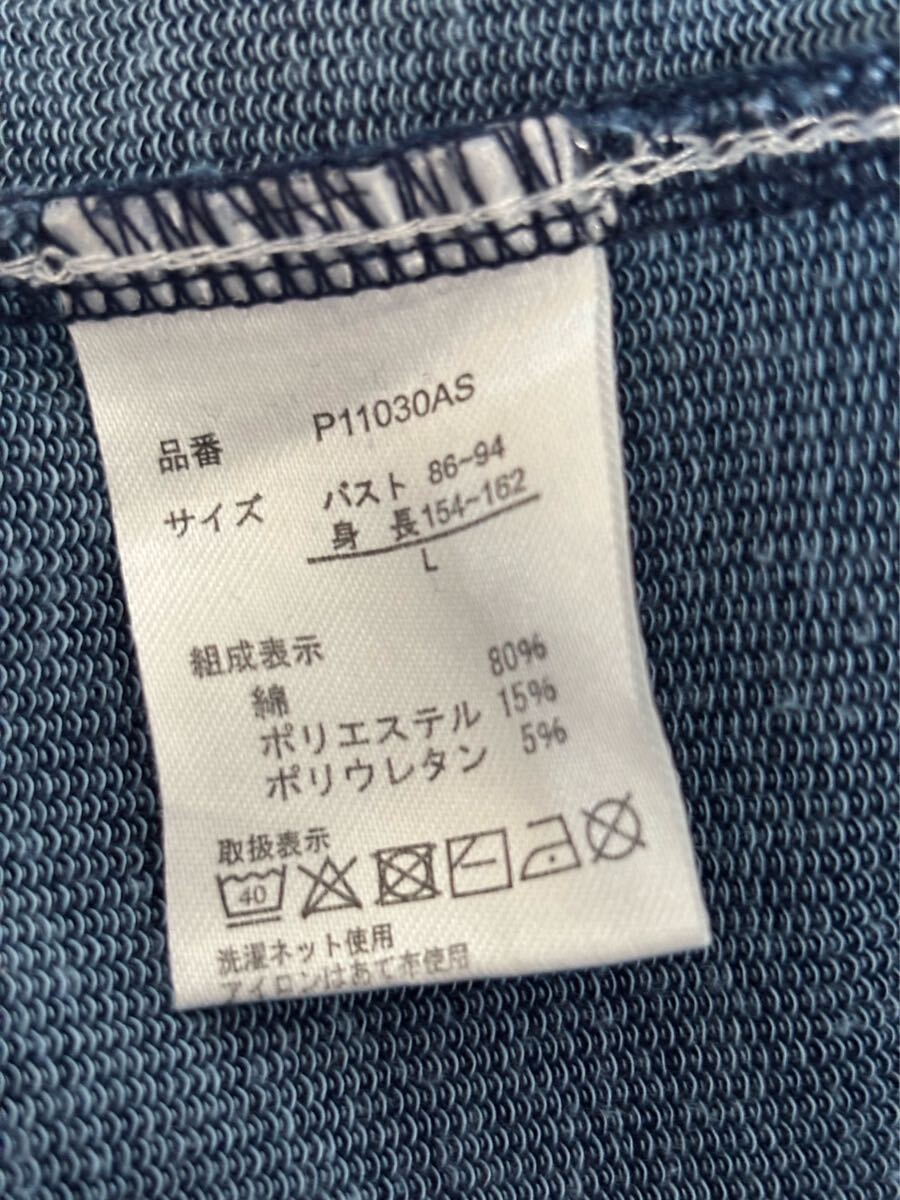 品番 P11030AS
サイズ バスト 86~94
身 長154~162
L
組成表示
綿 80%
ポリエステル 15%
ポリウレタン 5%
取扱表示
40
洗濯ネット使用
アイロンはあて布使用